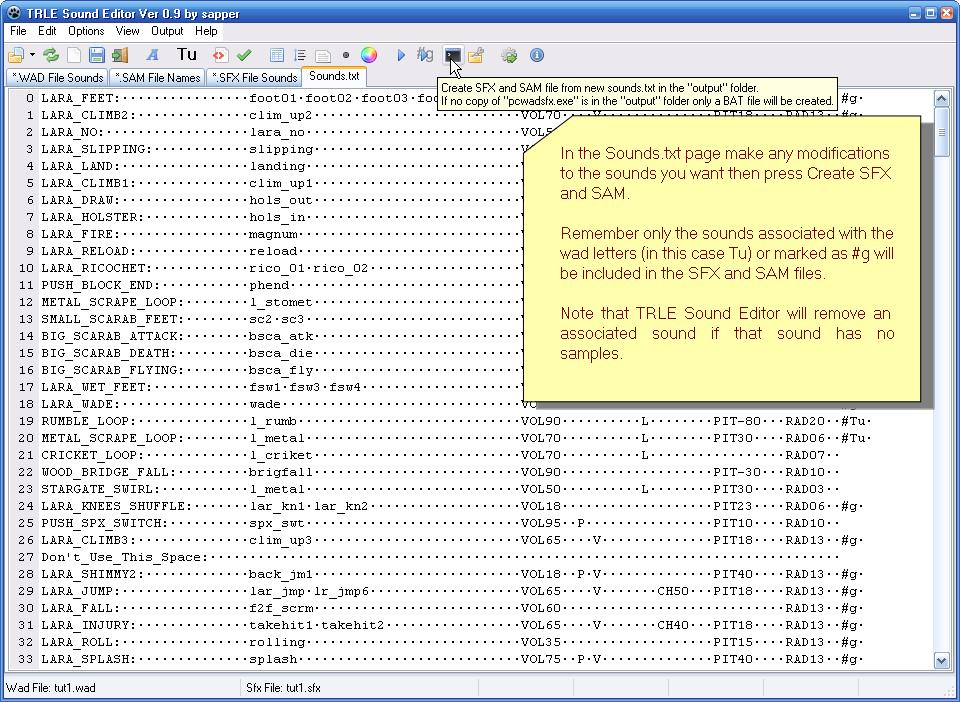 TRLE Sound Editor Ver 0.9 by sapper
File Edit Options View Output Help
A Tu #g
*.WAD File Sounds *.SAM File Names *.SFX File Sounds Sounds.txt
Create SFX and SAM file from new sounds.txt in the "output" folder.
If no copy of "pcwadsfx.exe" is in the "output" folder only a BAT file will be created.
0 LARA_FEET:················foot01·foot02·foot03·fo #g·
1 LARA_CLIMB2:··············clim_up2 VOL70··V PIT18 RAD13 #g·
2 LARA_NO:··················lara_no
3 LARA_SLIPPING:············slipping
4 LARA_LAND:················landing
5 LARA_CLIMB1:··············clim_up1
6 LARA_DRAW:················hols_out
7 LARA_HOLSTER:·············hols_in
8 LARA_FIRE:················magnum
9 LARA_RELOAD:··············reload
10 LARA_RICOCHET:············rico_01·rico_02
11 PUSH_BLOCK_END:···········phend
12 METAL_SCRAPE_LOOP:········l_stomet
13 SMALL_SCARAB_FEET:········sc2·sc3
14 BIG_SCARAB_ATTACK:········bsca_atk
15 BIG_SCARAB_DEATH:·········bsca_die
16 BIG_SCARAB_FLYING:········bsca_fly
17 LARA_WET_FEET:············fsw1·fsw3·fsw4
18 LARA_WADE:················wade
19 RUMBLE_LOOP:··············l_rumb VOL90··········L········PIT-80····RAD20··#Tu·
20 METAL_SCRAPE_LOOP:········l_metal VOL70··········L········PIT30····RAD06··#Tu·
21 CRICKET_LOOP:·············l_criket VOL70··········L·················RAD07··
22 WOOD_BRIDGE_FALL:·········brigfall VOL90···················PIT-30····RAD10··
23 STARGATE_SWIRL:···········l_metal VOL50··········L········PIT30····RAD03··
24 LARA_KNEES_SHUFFLE:·······lar_kn1·lar_kn2 VOL18···················PIT23····RAD06··#g·
25 PUSH_SPX_SWITCH:··········spx_swt VOL95··P················PIT10····RAD10··
26 LARA_CLIMB3:··············clim_up3 VOL65····V··············PIT18····RAD13··#g·
27 Don't_Use_This_Space:·····
28 LARA_SHIMMY2:·············back_jm1 VOL18··P·V··············PIT40····RAD13··#g·
29 LARA_JUMP:················lar_jmp·lr_jmp6 VOL65····V·······CH50···PIT18····RAD13··#g·
30 LARA_FALL:················f2f_scrm VOL60····························RAD13··#g·
31 LARA_INJURY:··············takehit1·takehit2 VOL65····V·······CH40···PIT18····RAD13··#g·
32 LARA_ROLL:················rolling VOL35···················PIT15····RAD13··#g·
33 LARA_SPLASH:··············splash VOL75··P·V··············PIT40····RAD13··#g·
In the Sounds.txt page make any modifications
to the sounds you want then press Create SFX
and SAM.
Remember only the sounds associated with the
wad letters (in this case Tu) or marked as #g will
be included in the SFX and SAM files.
Note that TRLE Sound Editor will remove an
associated sound if that sound has no
samples.
Wad File: tut1.wad Sfx File: tut1.sfx